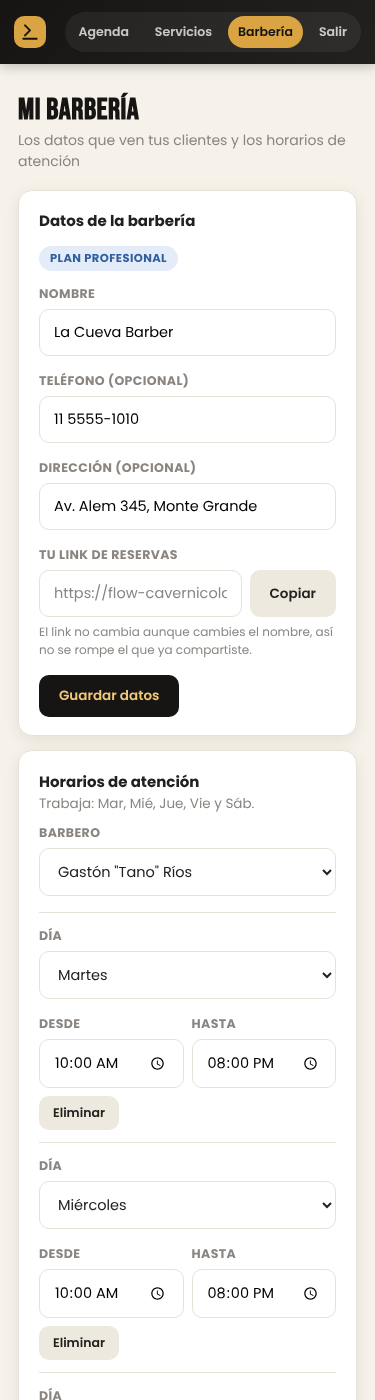 Agenda
Servicios
Barbería
Salir
MI BARBERÍA
Los datos que ven tus clientes y los horarios de
atención
Datos de la barbería
PLAN PROFESIONAL
NOMBRE
La Cueva Barber
TELÉFONO (OPCIONAL)
11 5555-1010
DIRECCIÓN (OPCIONAL)
Av. Alem 345, Monte Grande
TU LINK DE RESERVAS
https://flow-cavernicolc
Copiar
El link no cambia aunque cambies el nombre, así
no se rompe el que ya compartiste.
Guardar datos
Horarios de atención
Trabaja: Mar, Mié, Jue, Vie y Sáb.
BARBERO
Gastón "Tano" Ríos
DÍA
Martes
DESDE
HASTA
10:00 AM
08:00 PM
Eliminar
DÍA
Miércoles
DESDE
HASTA
10:00 AM
08:00 PM
Eliminar
DÍA